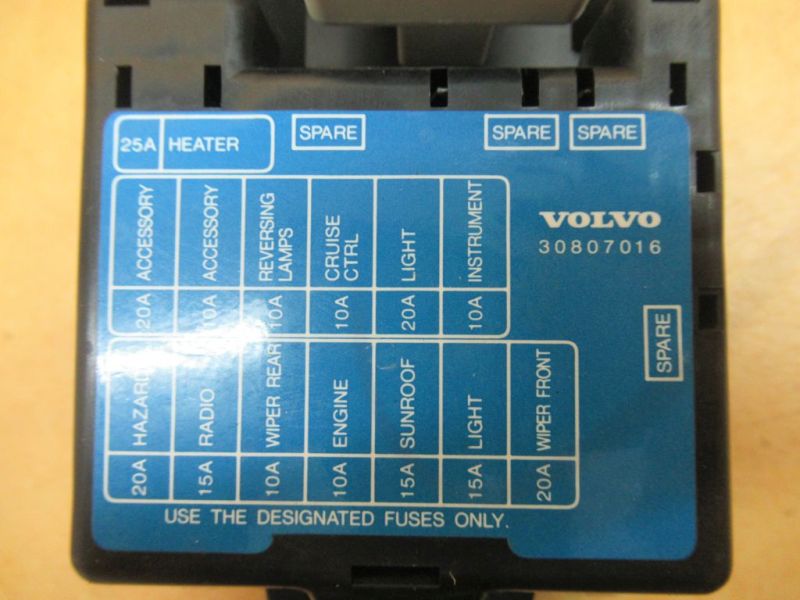 25A HEATER SPARE SPARE SPARE
ACCESSORY ACCESSORY REVERSING LAMPS CRUISE CTRL LIGHT INSTRUMENT
20A 10A 10A 10A 20A 10A
VOLVO
30807016
SPARE
HAZARD RADIO WIPER REAR ENGINE SUNROOF LIGHT WIPER FRONT
20A 15A 10A 10A 15A 15A 20A
USE THE DESIGNATED FUSES ONLY.